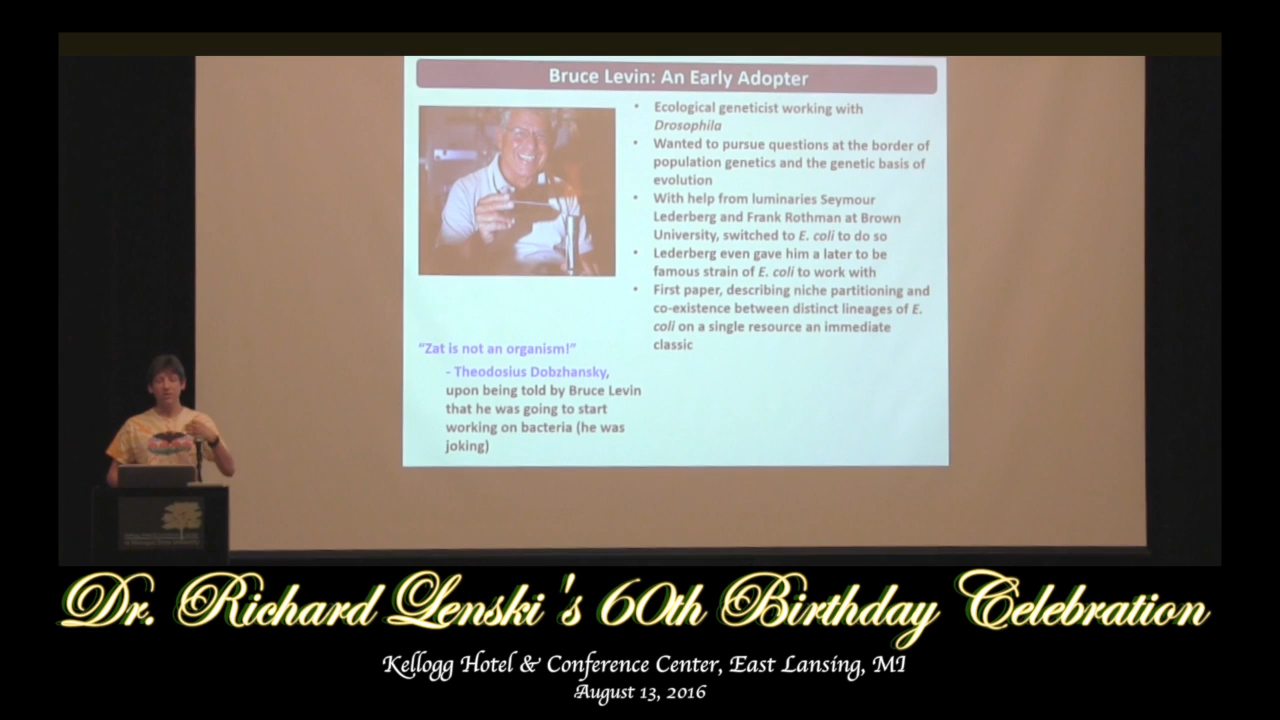 Bruce Levin: An Early Adopter
• Ecological geneticist working with
Drosophila
• Wanted to pursue questions at the border of
population genetics and the genetic basis of
evolution
• With help from luminaries Seymour
Lederberg and Frank Rothman at Brown
University, switched to E. coli to do so
• Lederberg even gave him a later to be
famous strain of E. coli to work with
• First paper, describing niche partitioning and
co-existence between distinct lineages of E.
coli on a single resource an immediate
classic
“Zat is not an organism!”
- Theodosius Dobzhansky,
upon being told by Bruce Levin
that he was going to start
working on bacteria (he was
joking)
Dr. Richard Lenski's 60th Birthday Celebration
Kellogg Hotel & Conference Center, East Lansing, MI
August 13, 2016